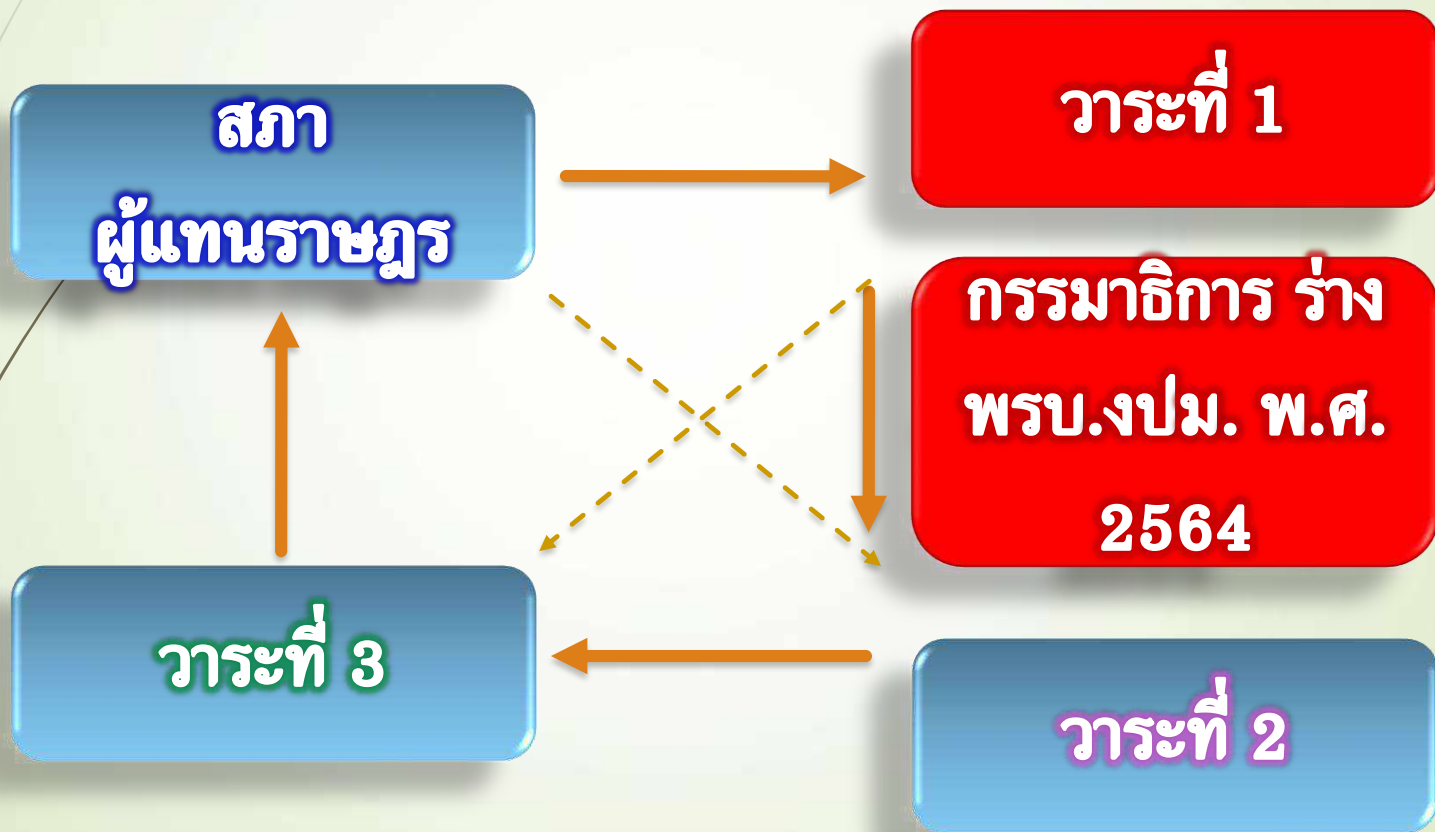 สภา
ผู้แทนราษฎร
วาระที่ 1
กรรมาธิการ ร่าง
พรบ.งปม. พ.ศ.
2564
วาระที่ 3
วาระที่ 2